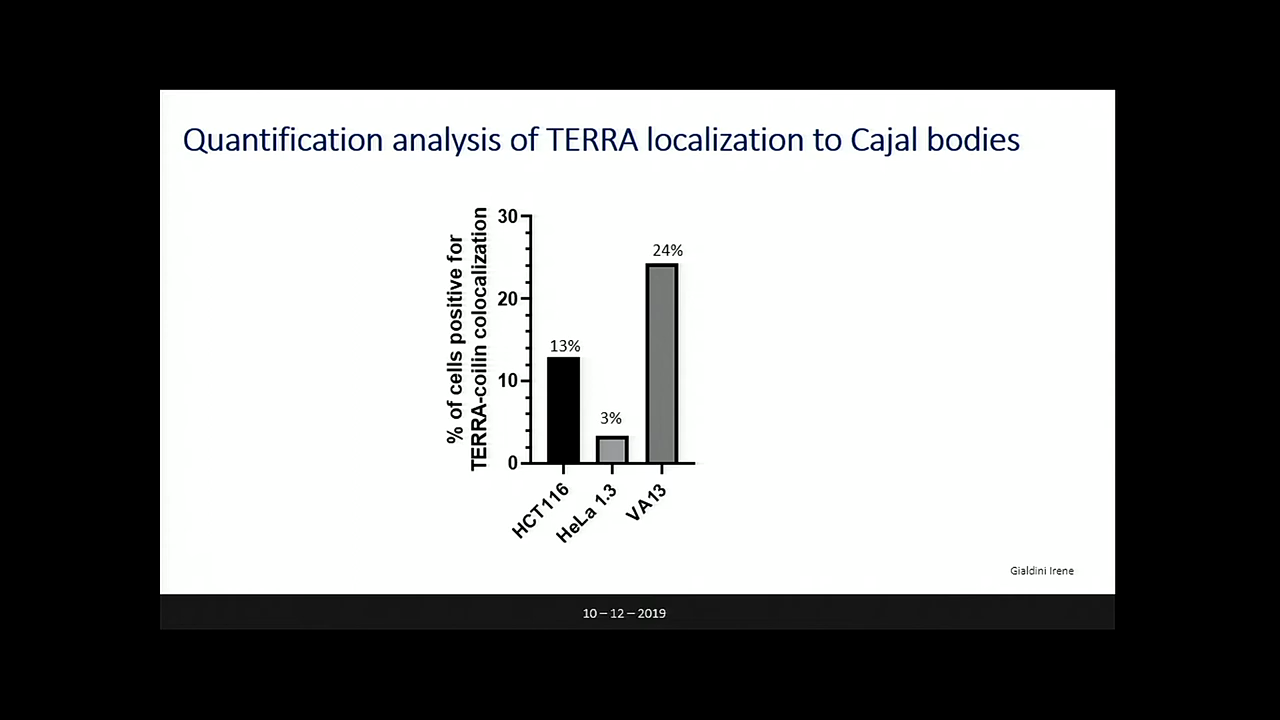 Quantification analysis of TERRA localization to Cajal bodies
% of cells positive for
TERRA-coilin colocalization
30
20
10
0
13%
3%
24%
HCT116
HeLa 1.3
VA13
Gialdini Irene
10 – 12 – 2019